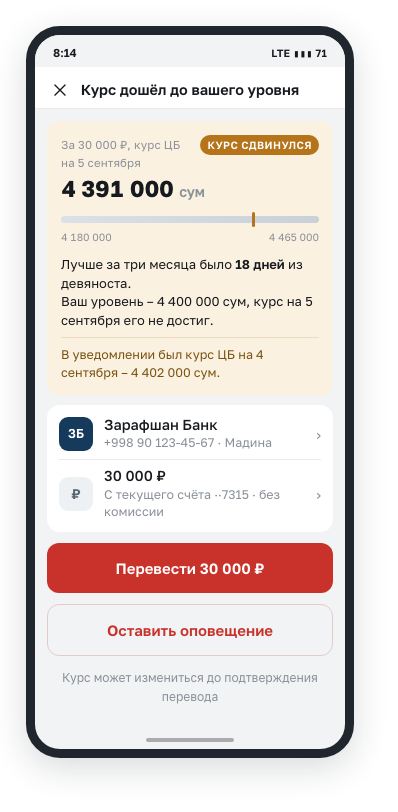 8:14
LTE ▮▮▮ 71
Курс дошёл до вашего уровня
За 30 000 ₽, курс ЦБ
на 5 сентября
КУРС СДВИНУЛСЯ
4 391 000 сум
4 180 000
4 465 000
Лучше за три месяца было 18 дней из
девяноста.
Ваш уровень – 4 400 000 сум, курс на 5
сентября его не достиг.
В уведомлении был курс ЦБ на 4
сентября – 4 402 000 сум.
ЗБ
Зарафшан Банк
+998 90 123-45-67 · Мадина
›
₽
30 000 ₽
С текущего счёта ··7315 · без
комиссии
›
Перевести 30 000 ₽
Оставить оповещение
Курс может измениться до подтверждения
перевода